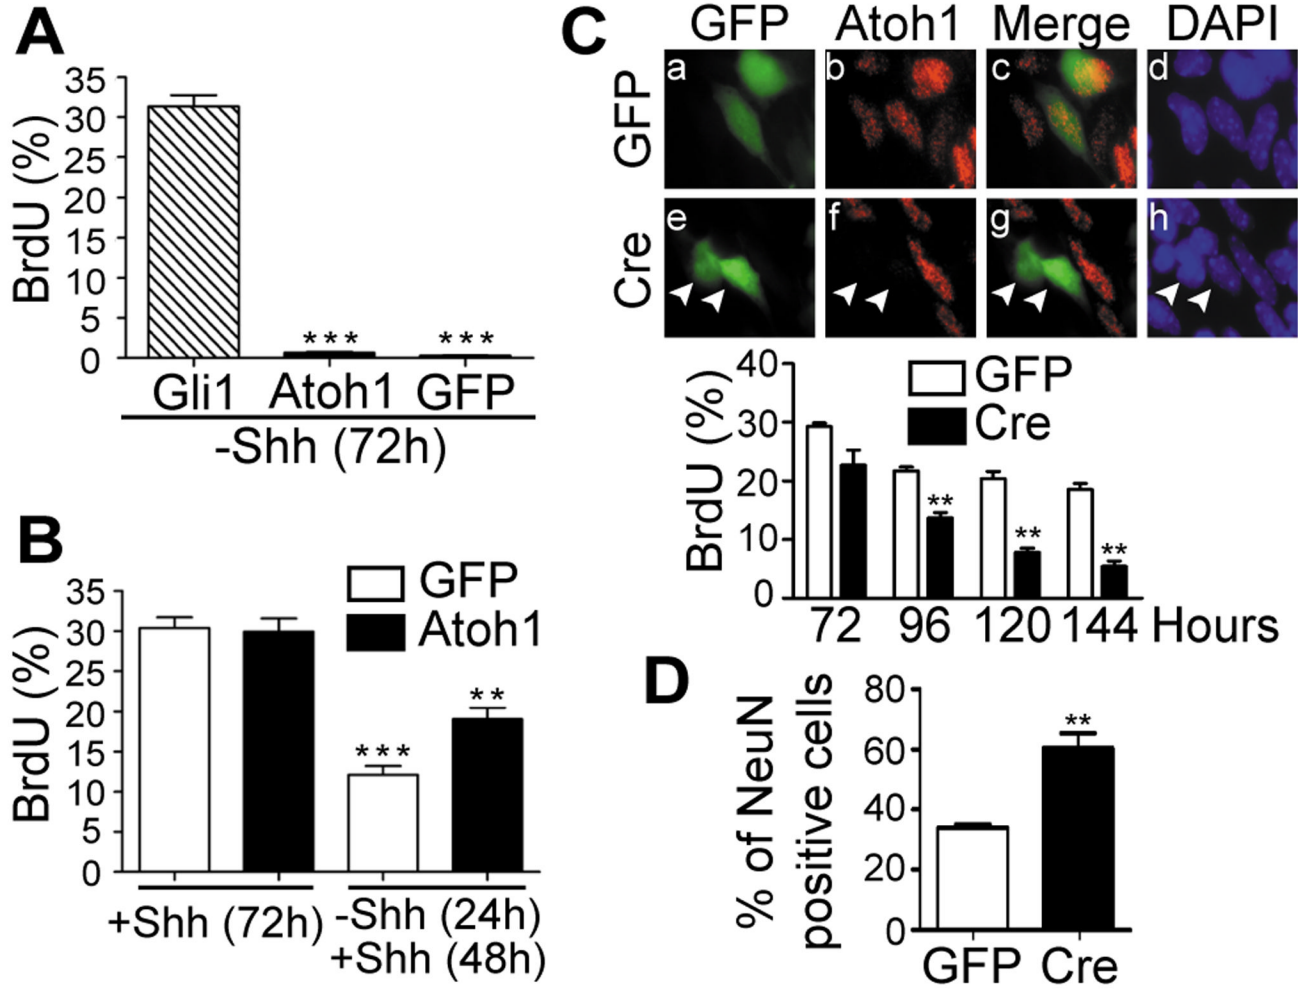 A
BrdU (%)
35
30
25
20
15
10
5
0
***
***
Gli1 Atoh1 GFP
-Shh (72h)
B
BrdU (%)
35
30
25
20
15
10
5
0
GFP
Atoh1
***
**
+Shh (72h)
-Shh (24h)
+Shh (48h)
C
GFP Atoh1 Merge DAPI
GFP
a b c d
Cre
e f g h
BrdU (%)
40
30
20
10
0
GFP
Cre
**
**
**
72 96 120 144 Hours
D
% of NeuN
positive cells
80
60
40
20
0
**
GFP Cre